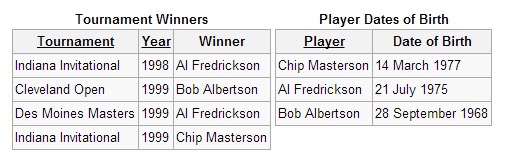 Tournament Winners
Tournament Year Winner
Indiana Invitational 1998 Al Fredrickson
Cleveland Open 1999 Bob Albertson
Des Moines Masters 1999 Al Fredrickson
Indiana Invitational 1999 Chip Masterson
Player Dates of Birth
Player Date of Birth
Chip Masterson 14 March 1977
Al Fredrickson 21 July 1975
Bob Albertson 28 September 1968